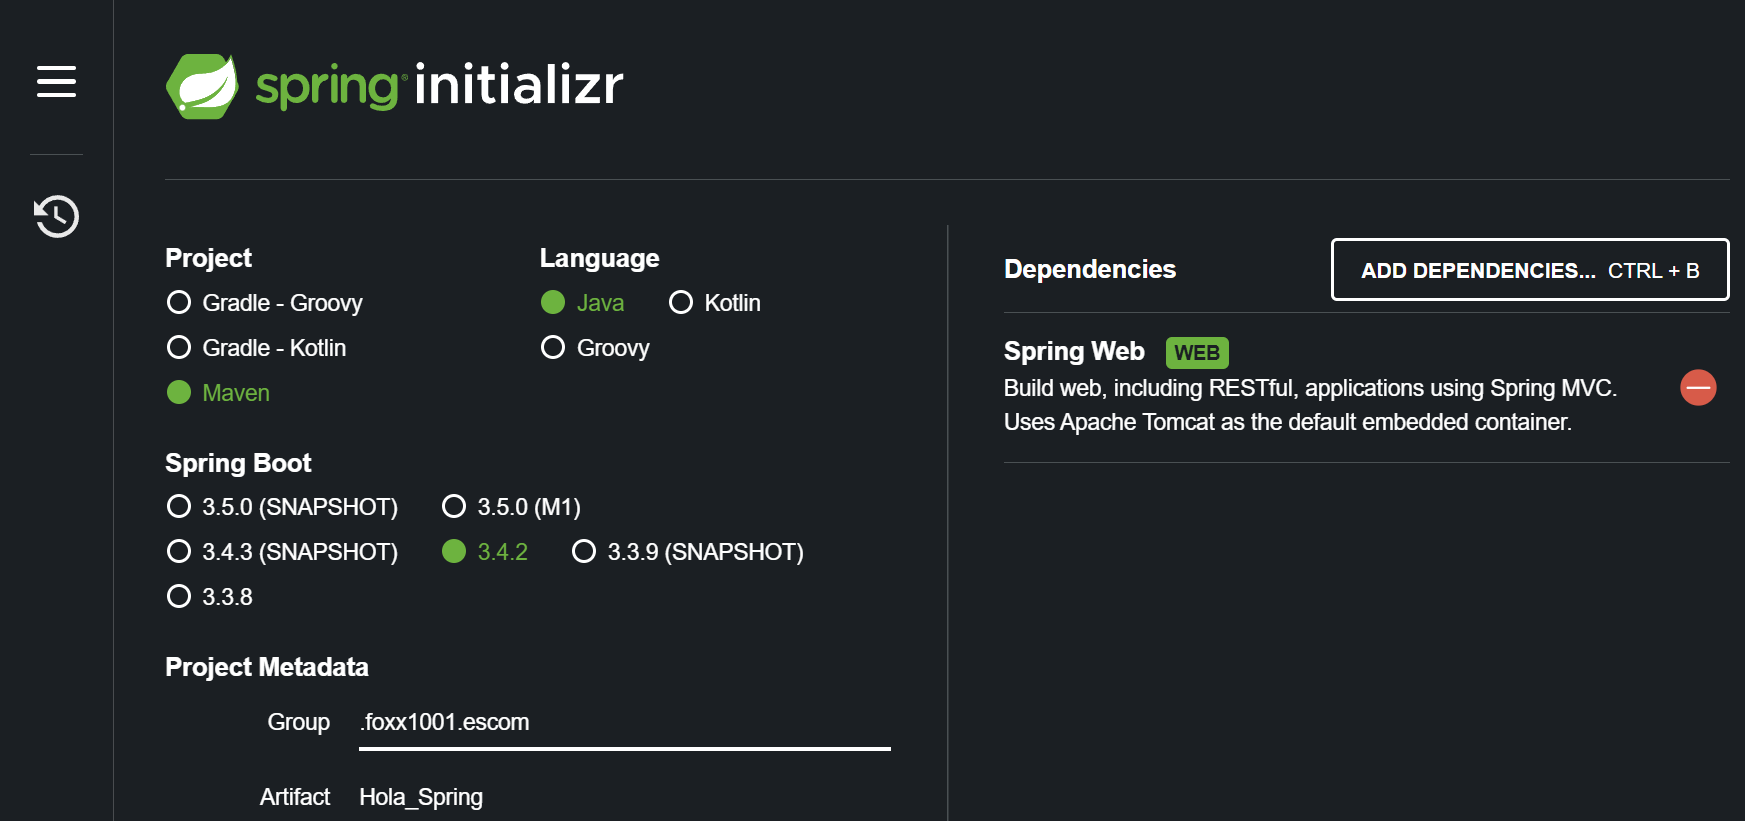 spring initializr
Project
Gradle - Groovy
Gradle - Kotlin
Maven
Language
Java Kotlin
Groovy
Spring Boot
3.5.0 (SNAPSHOT) 3.5.0 (M1)
3.4.3 (SNAPSHOT) 3.4.2 3.3.9 (SNAPSHOT)
3.3.8
Project Metadata
Group .foxx1001.escom
Artifact Hola_Spring
Dependencies
ADD DEPENDENCIES... CTRL + B
Spring Web WEB
Build web, including RESTful, applications using Spring MVC.
Uses Apache Tomcat as the default embedded container.